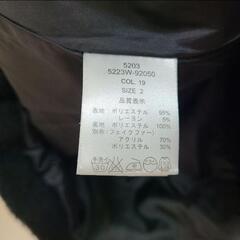 5203
5223W-92050
COL. 19
SIZE 2
品質表示
表地:ポリエステル 95%
レーヨン 5%
裏地:ポリエステル 100%
別布:(フェイクファー)
アクリル 70%
ポリエステル 30%